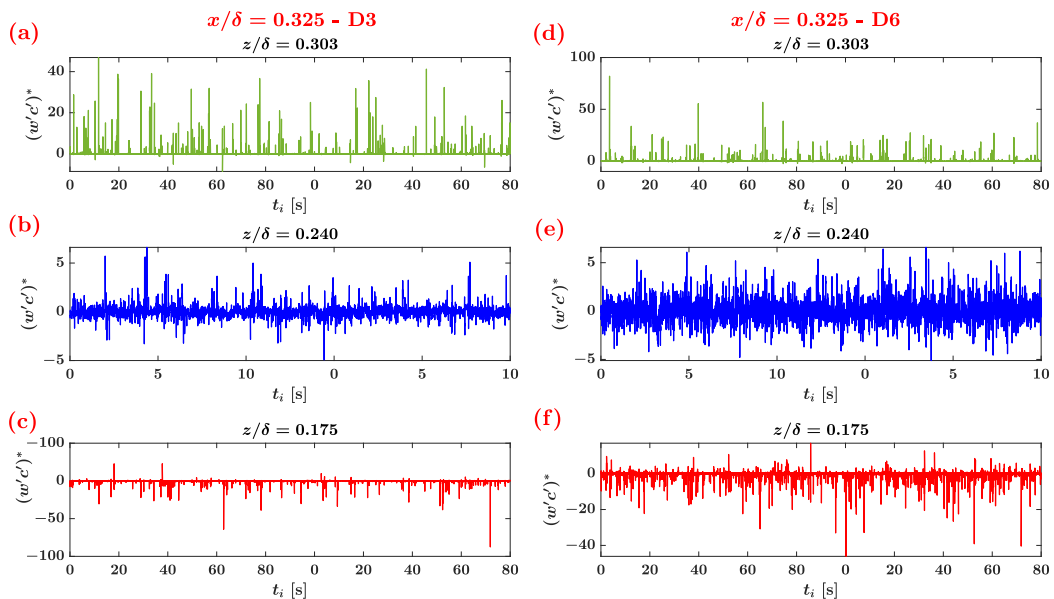 x/δ = 0.325 - D3
(a)
z/δ = 0.303
(w′c′)*
40
20
0
0 20 40 60 80 0 20 40 60 80
t_i [s]
(b)
z/δ = 0.240
(w′c′)*
5
0
−5
0 5 10 0 5 10
t_i [s]
(c)
z/δ = 0.175
(w′c′)*
−100
0
−50
−100
0 20 40 60 80 0 20 40 60 80
t_i [s]
x/δ = 0.325 - D6
(d)
z/δ = 0.303
(w′c′)*
100
50
0
0 20 40 60 80 0 20 40 60 80
t_i [s]
(e)
z/δ = 0.240
(w′c′)*
5
0
−5
0 5 10 0 5 10
t_i [s]
(f)
z/δ = 0.175
(w′c′)*
0
−20
−40
0 20 40 60 80 0 20 40 60 80
t_i [s]